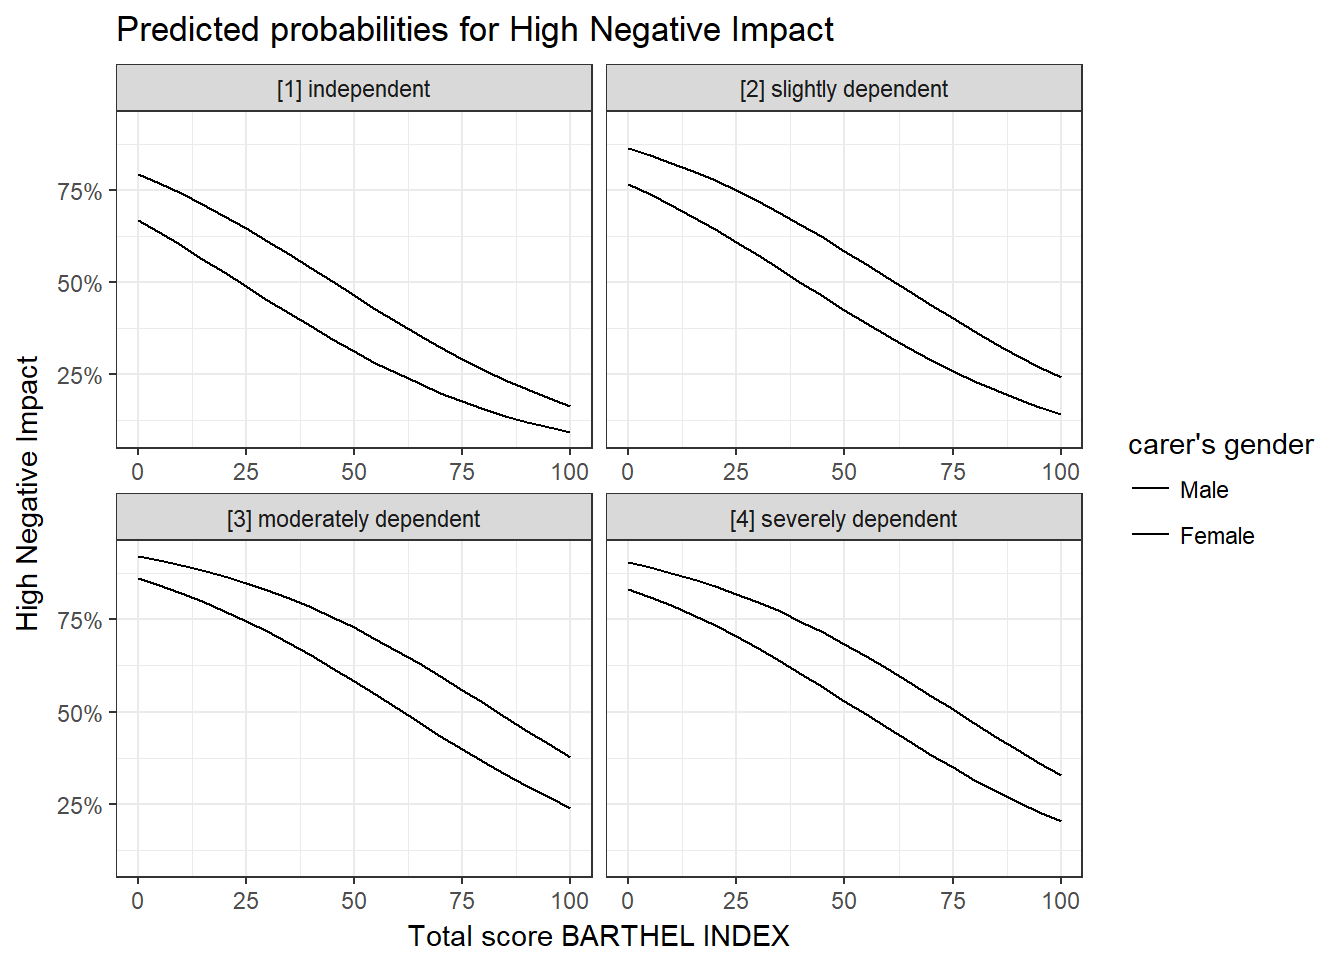 Predicted probabilities for High Negative Impact
[1] independent
[2] slightly dependent
75%
50%
25%
0 25 50 75 100
0 25 50 75 100
[3] moderately dependent
[4] severely dependent
75%
50%
25%
0 25 50 75 100
0 25 50 75 100
High Negative Impact
Total score BARTHEL INDEX
carer's gender
Male
Female